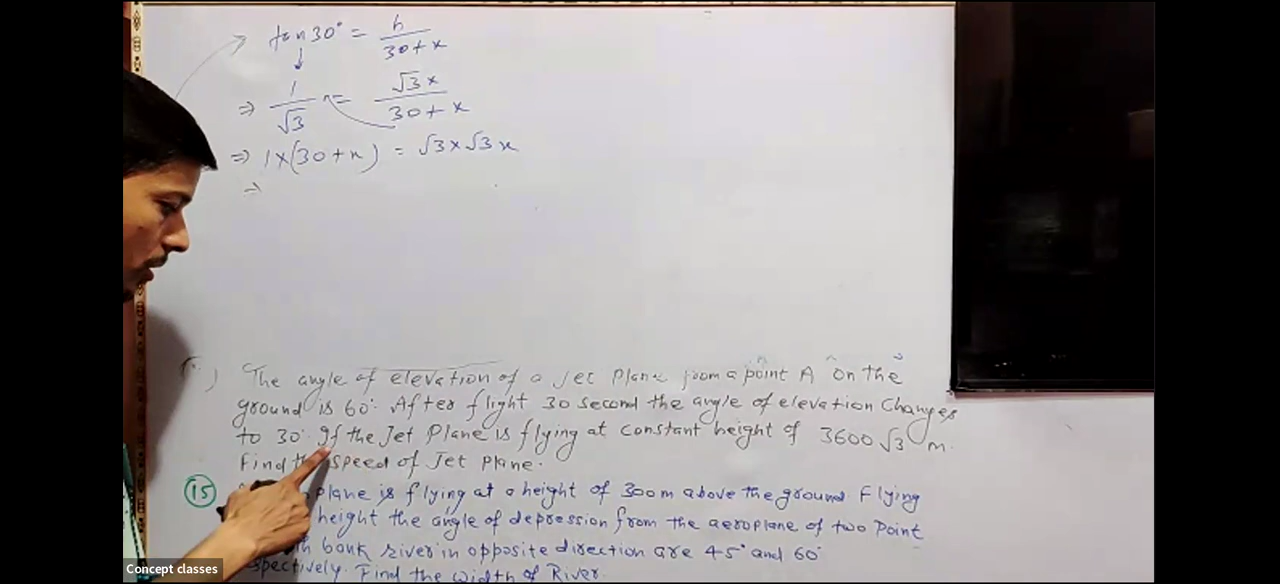 tan 30° = h / 30 + x
⇒ 1 / √3 = √3 x / 30 + x
⇒ 1 × (30 + x) = √3 × √3 x
⇒
) The angle of elevation of a Jet Plane from a point A on the
ground is 60°. After flight 30 second the angle of elevation Changes
to 30°. If the Jet Plane is flying at constant height of 3600 √3 m.
Find the speed of Jet plane.
15 plane is flying at a height of 300m above the ground Flying
height the angle of depression from the aeroplane of two Point
bank river in opposite direction are 45° and 60°
Find the width of River.
Concept classes